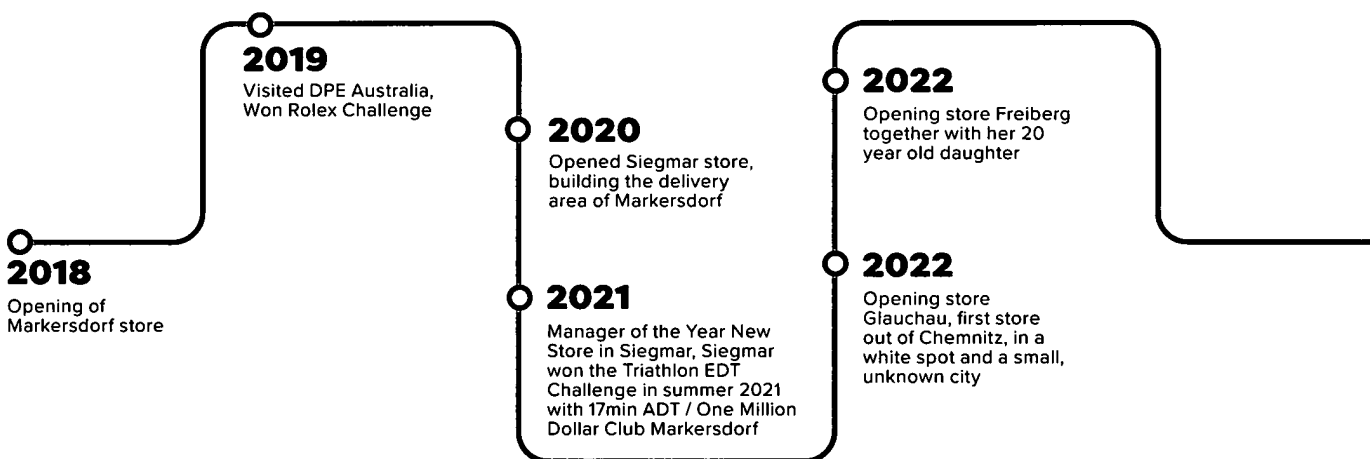 2018
Opening of
Markersdorf store
2019
Visited DPE Australia,
Won Rolex Challenge
2020
Opened Siegmar store,
building the delivery
area of Markersdorf
2021
Manager of the Year New
Store in Siegmar, Siegmar
won the Triathlon EDT
Challenge in summer 2021
with 17min ADT / One Million
Dollar Club Markersdorf
2022
Opening store
Glauchau, first store
out of Chemnitz, in a
white spot and a small,
unknown city
2022
Opening store Freiberg
together with her 20
year old daughter